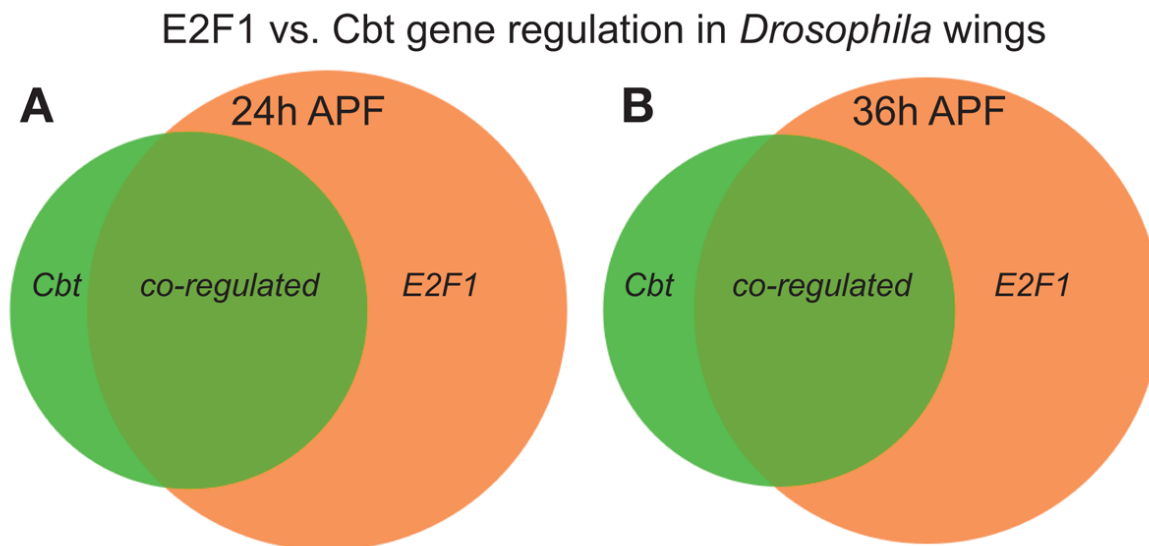 E2F1 vs. Cbt gene regulation in Drosophila wings
A
24h APF
Cbt
co-regulated
E2F1
B
36h APF
Cbt
co-regulated
E2F1